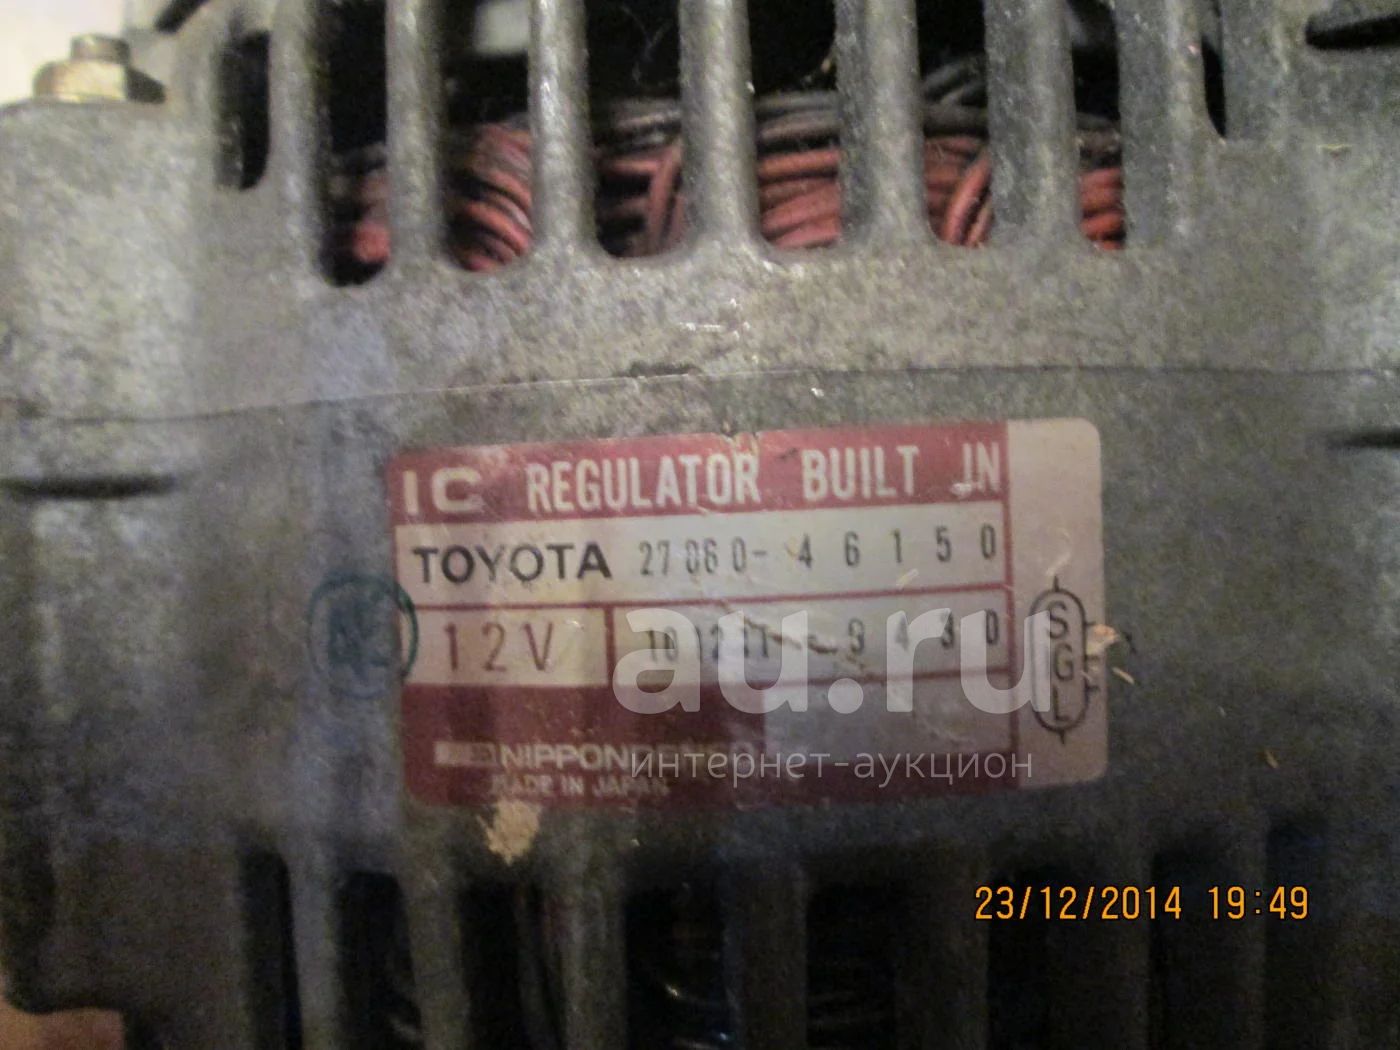 IC REGULATOR BUILT IN
TOYOTA 27060-46150
12V
SGL
au.ru
NIPPONDENSO
интернет-аукцион
MADE IN JAPAN
23/12/2014 19:49